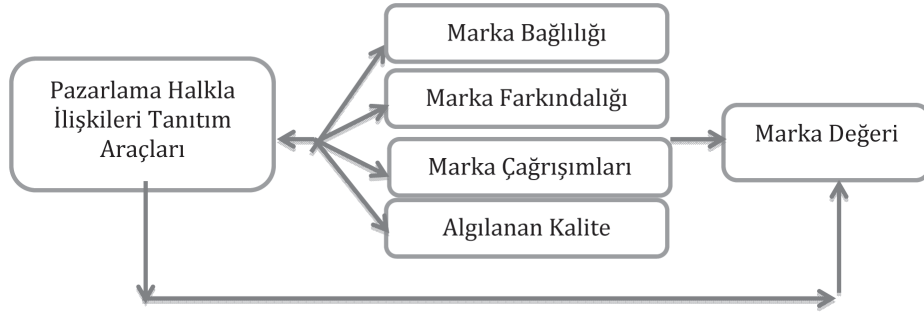 Pazarlama Halkla
İlişkileri Tanıtım
Araçları
Marka Bağlılığı
Marka Farkındalığı
Marka Çağrışımları
Algılanan Kalite
Marka Değeri